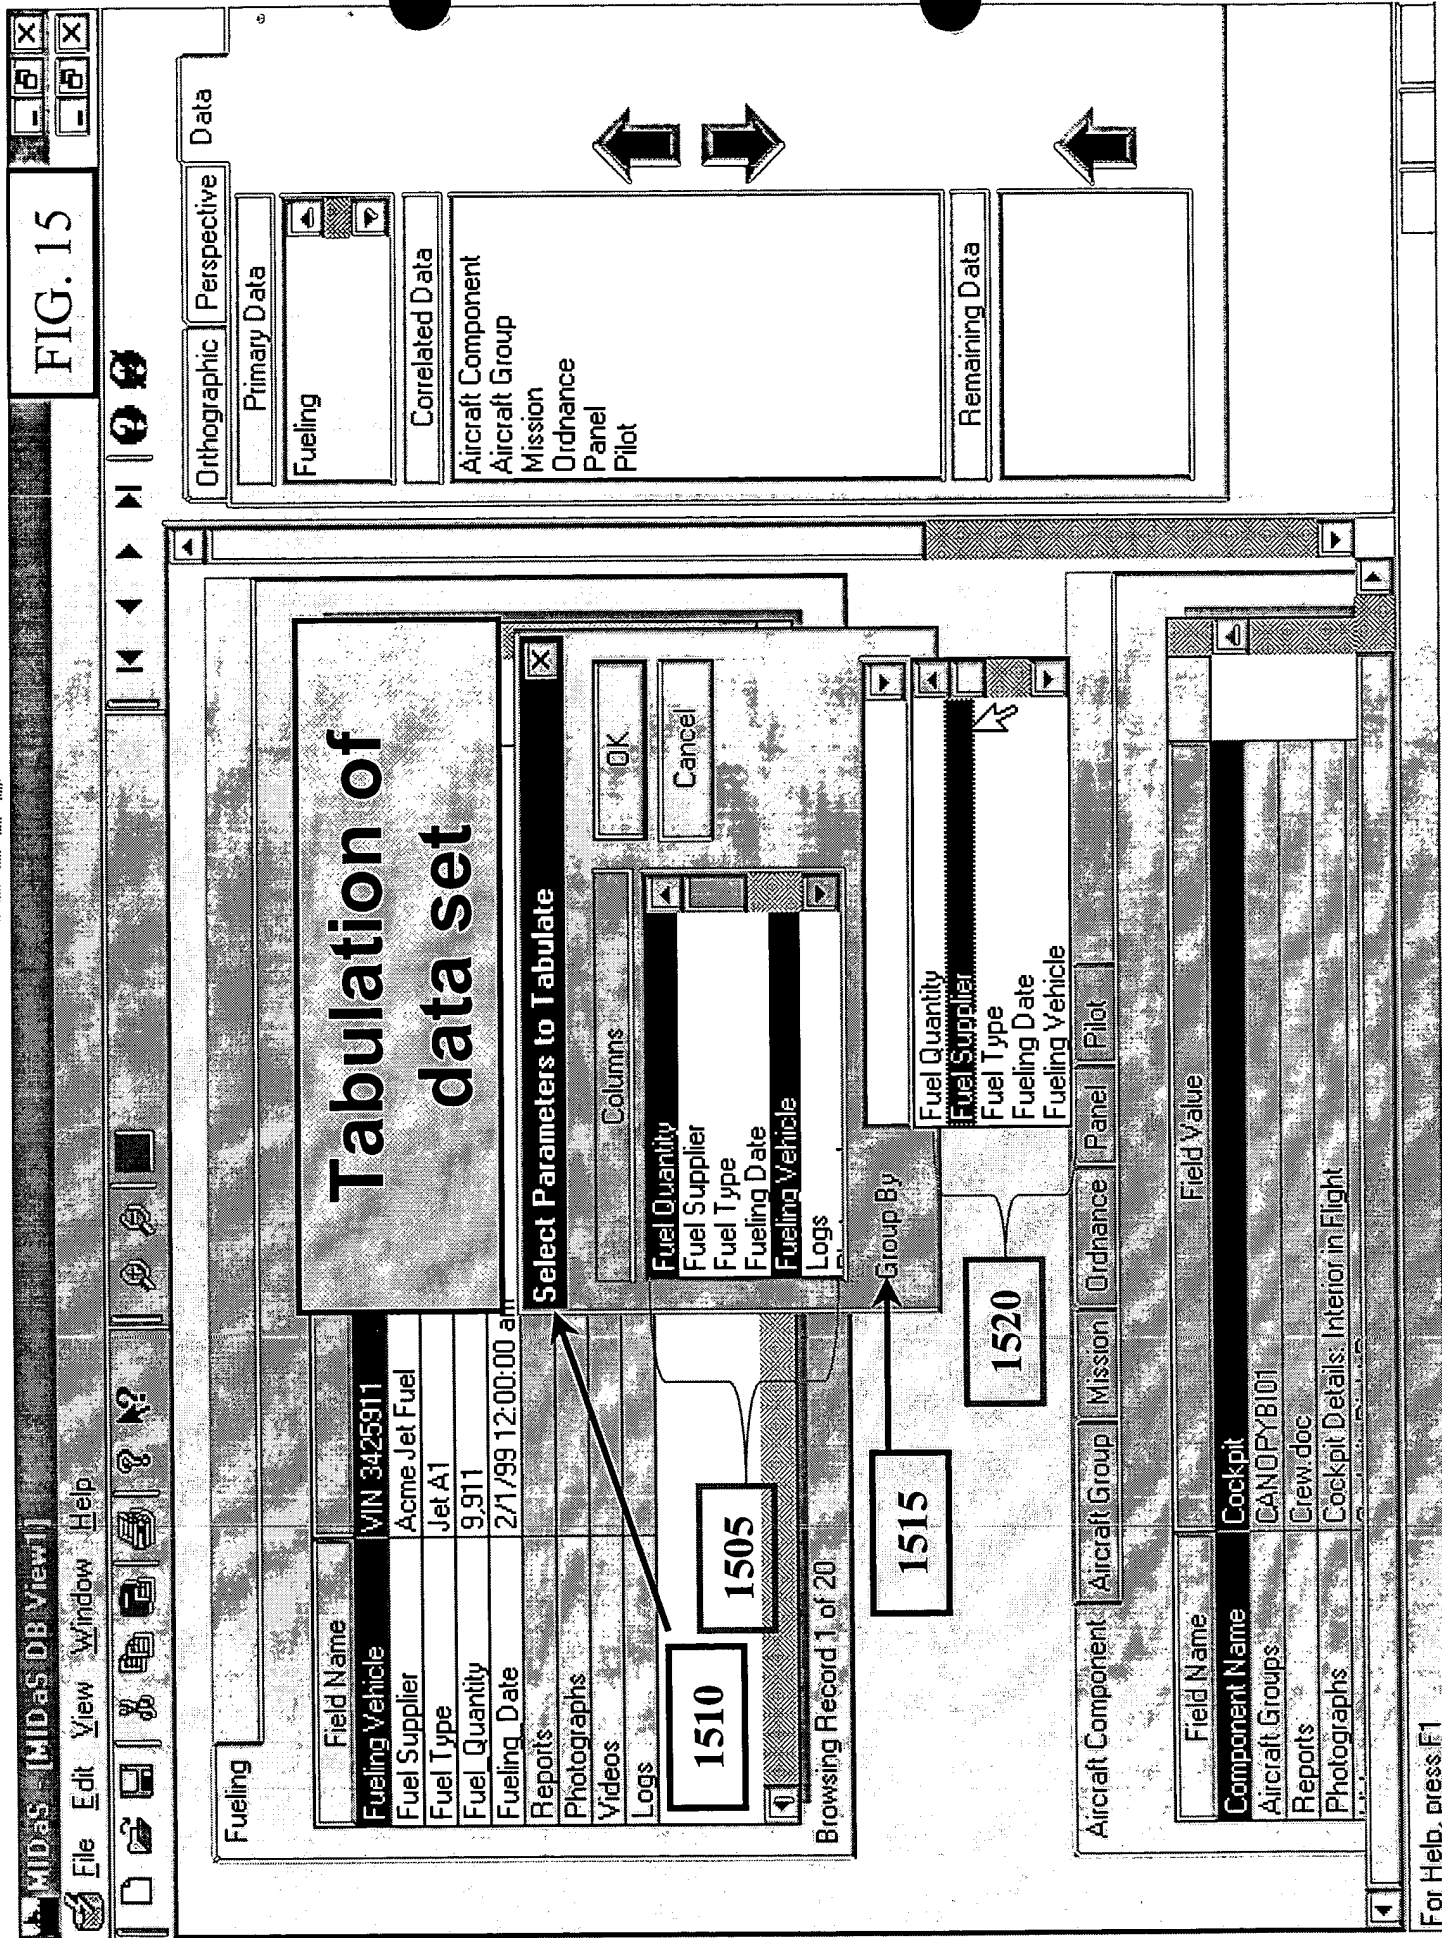 FIG. 15
MIDaS - [MIDaS DB View1]
File Edit View Window Help
Fueling
Field Name
Fueling Vehicle VIN 3425911
Fuel Supplier Acme Jet Fuel
Fuel Type Jet A1
Fuel_Quantity 9,911
Fueling_Date 2/1/99 12:00:00 am
Reports
Photographs
Videos
Logs
Browsing Record 1 of 20
Tabulation of
data set
Select Parameters to Tabulate
Columns
OK
Cancel
Fuel Quantity
Fuel Supplier
Fuel Type
Fueling Date
Fueling Vehicle
Logs
Group By
Fuel Quantity
Fuel Supplier
Fuel Type
Fueling Date
Fueling Vehicle
1510
1505
1515
1520
Aircraft Component Aircraft Group Mission Ordnance Panel Pilot
Field Name Field Value
Component Name Cockpit
Aircraft Groups CANOPYBI01
Reports Crew.doc
Photographs Cockpit Details: Interior in Flight
Orthographic Perspective Data
Primary Data
Fueling
Correlated Data
Aircraft Component
Aircraft Group
Mission
Ordnance
Panel
Pilot
Remaining Data
For Help, press F1